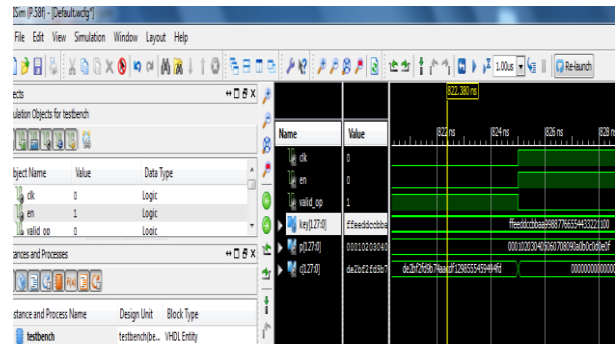 ISim (P.58f) - [Default.wcfg*]
File Edit View Simulation Window Layout Help
1.00us
Re-launch
ects
ulation Objects for testbench
bject Name Value Data Type
clk 0 Logic
en 1 Logic
valid_op 0 Logic
tances and Processes
stance and Process Name Design Unit Block Type
testbench testbench(be... VHDL Entity
822.380 ns
Name Value 822 ns 824 ns 826 ns 828 n
clk 0
en 0
valid_op 1
key[127:0] ffeeddccbba ffeeddccbbaa99887766554433221100
p[127:0] 00010203040 000102030405060708090a0b0c0d0e0f
c[127:0] de2bf2fd9b7 0000000000000